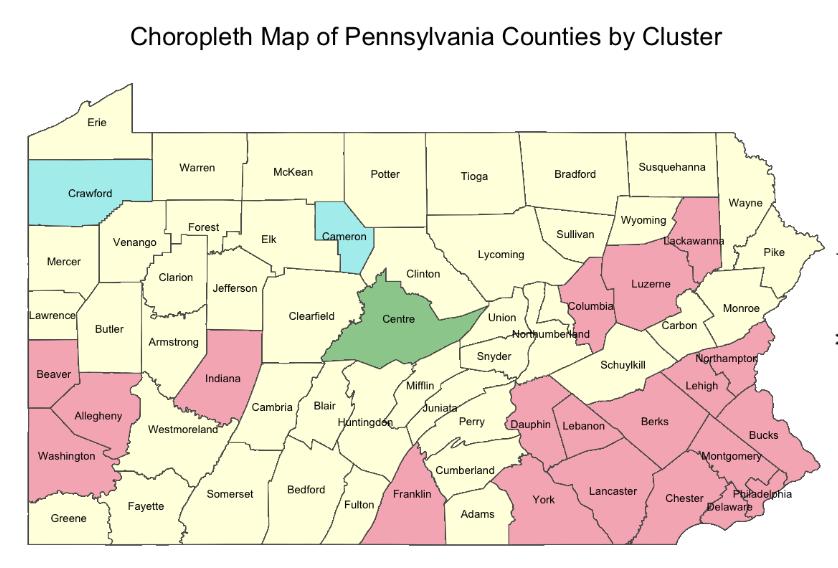 Choropleth Map of Pennsylvania Counties by Cluster
Erie
Warren
McKean
Potter
Tioga
Bradford
Susquehanna
Crawford
Wayne
Forest
Elk
Cameron
Wyoming
Sullivan
Lackawanna
Venango
Mercer
Lycoming
Pike
Clarion
Clinton
Jefferson
Luzerne
Columbia
Monroe
Lawrence
Butler
Clearfield
Centre
Union
Carbon
Northumberland
Armstrong
Snyder
Northampton
Schuylkill
Beaver
Indiana
Mifflin
Lehigh
Allegheny
Cambria
Blair
Juniata
Huntingdon
Perry
Dauphin
Lebanon
Berks
Westmoreland
Bucks
Washington
Montgomery
Cumberland
Bedford
Somerset
Franklin
Lancaster
Philadelphia
York
Chester
Fulton
Fayette
Delaware
Greene
Adams